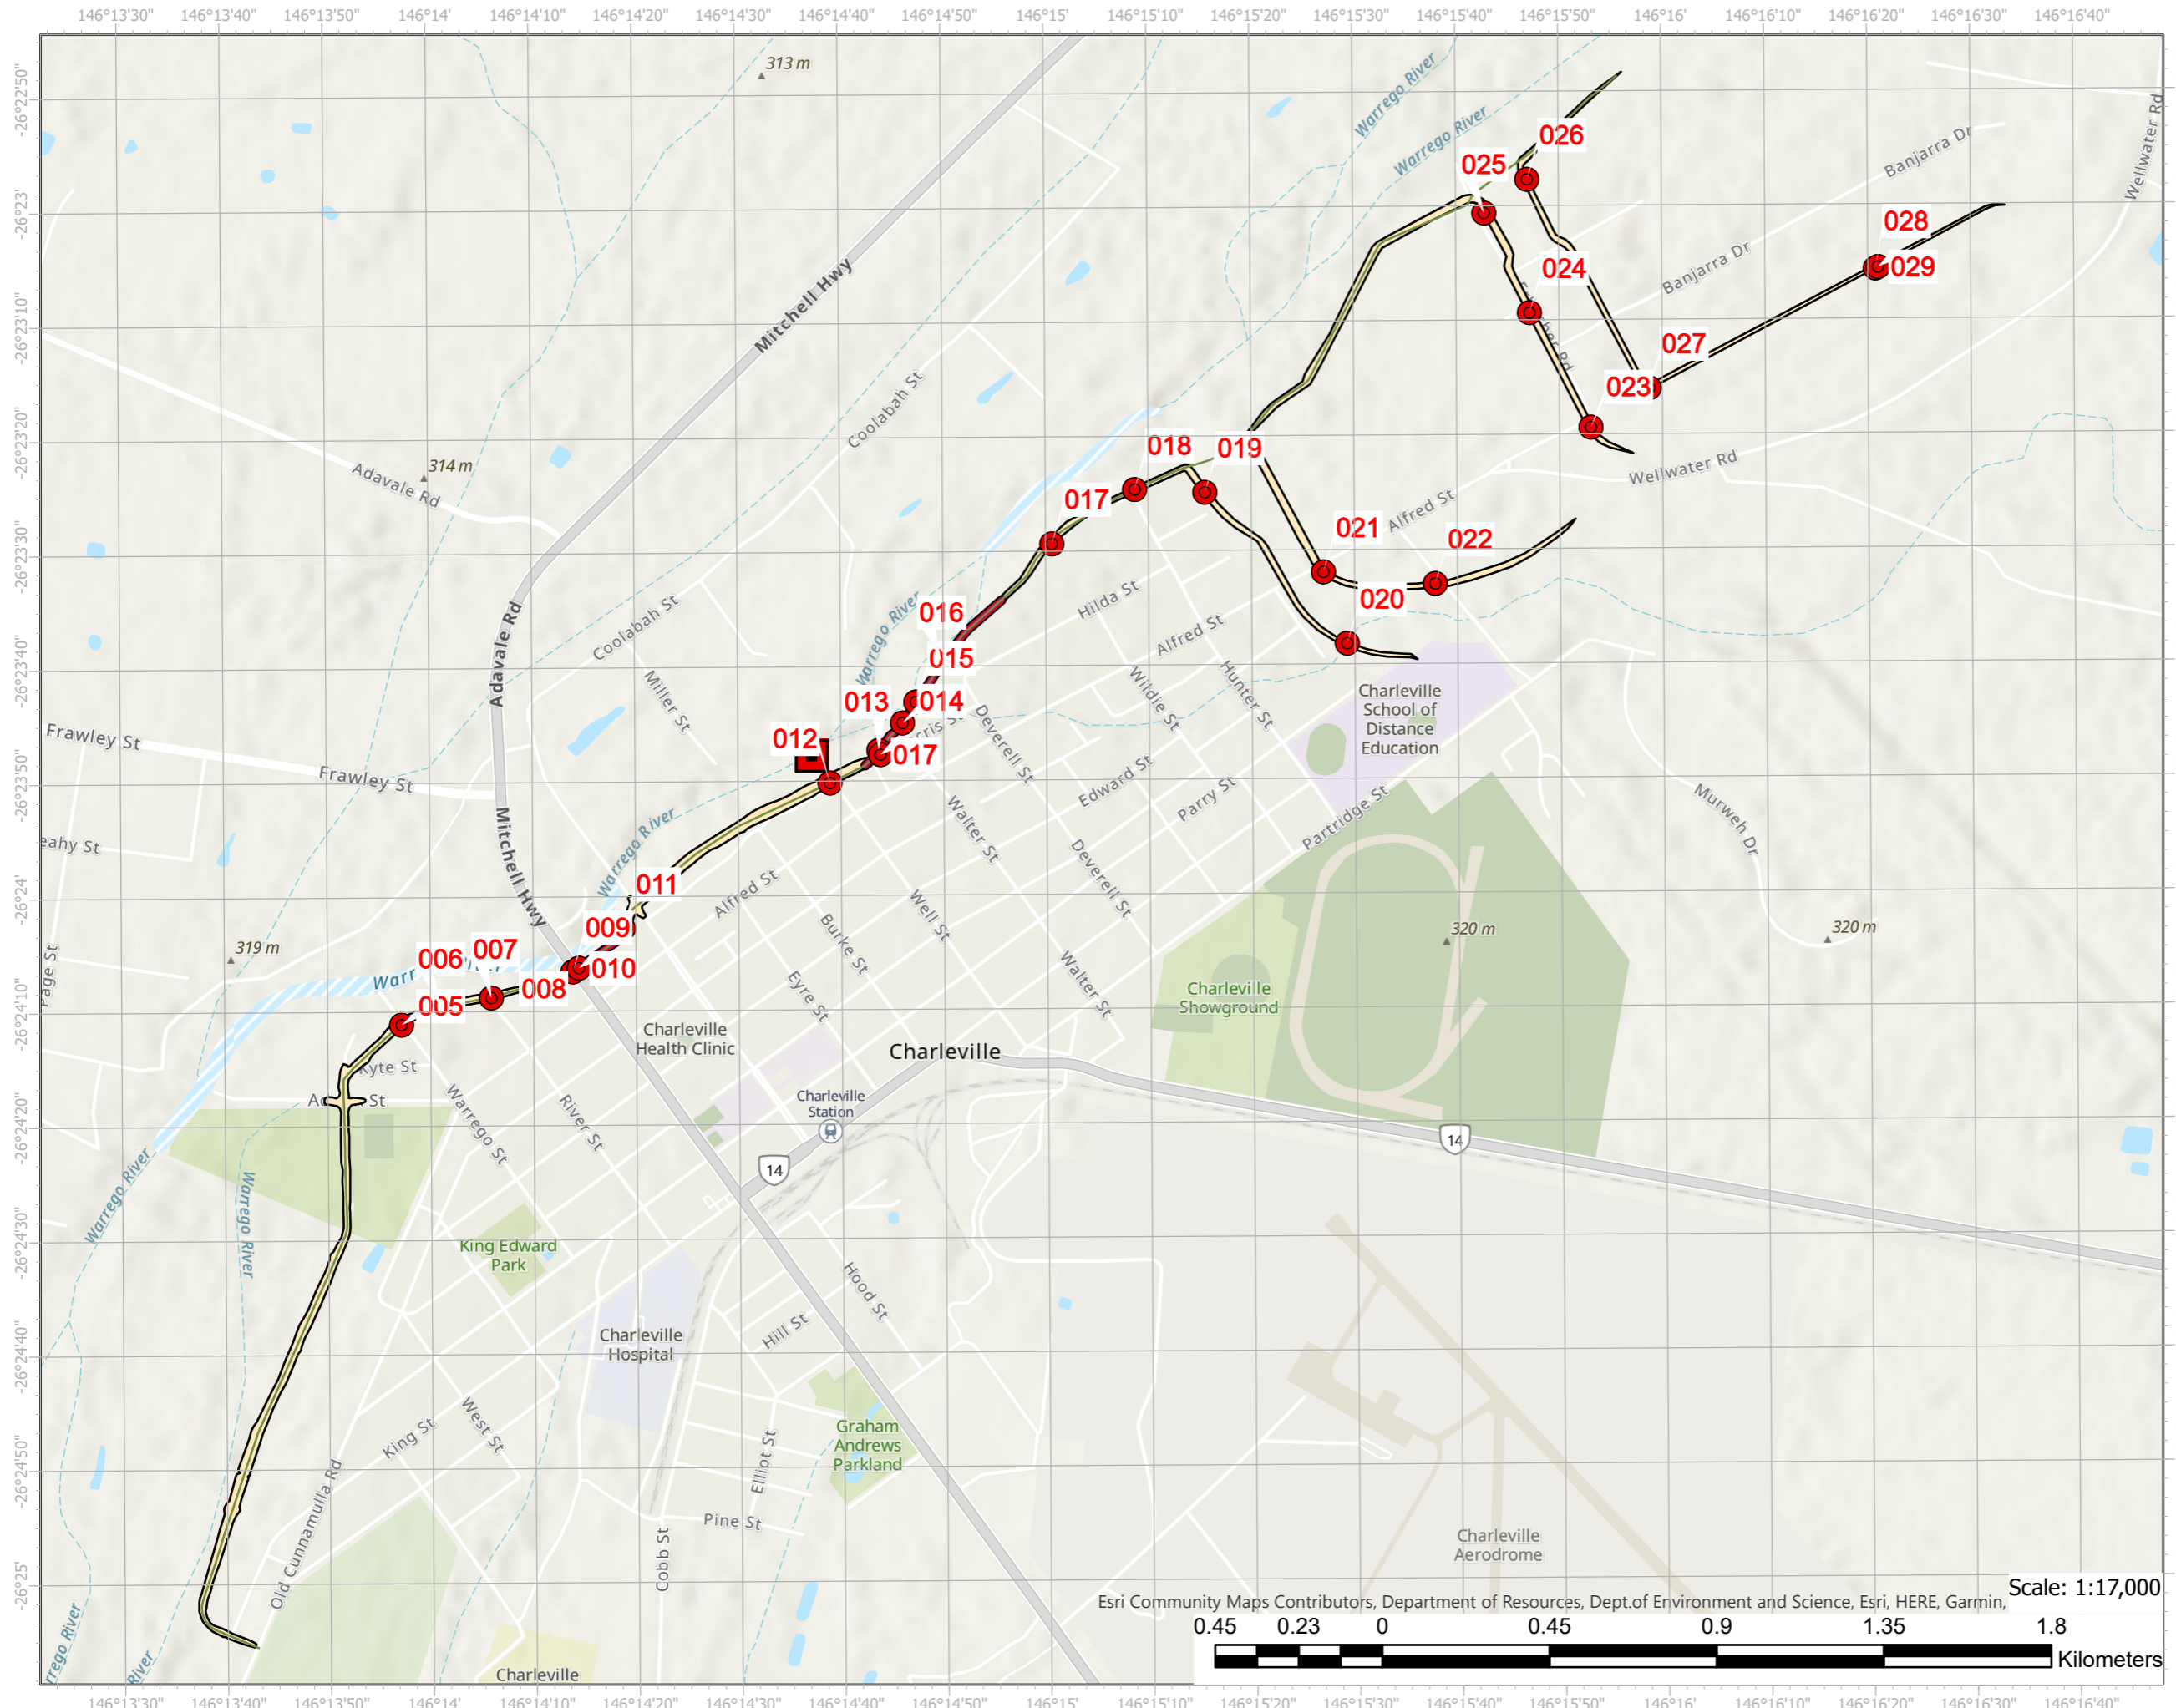 146°13'30" 146°13'40" 146°13'50" 146°14' 146°14'10" 146°14'20" 146°14'30" 146°14'40" 146°14'50" 146°15' 146°15'10" 146°15'20" 146°15'30" 146°15'40" 146°15'50" 146°16' 146°16'10" 146°16'20" 146°16'30" 146°16'40"
-26°22'50"
-26°23'
-26°23'10"
-26°23'20"
-26°23'30"
-26°23'40"
-26°23'50"
-26°24'
-26°24'10"
-26°24'20"
-26°24'30"
-26°24'40"
-26°24'50"
-26°25'
313 m
Warrego River
Warrego River
Wellwater Rd
026
025
Banjarra Dr
028
029
024
Banjarra Dr
Mitchell Hwy
027
023
Coolabah St
018
019
Wellwater Rd
314 m
Adavale Rd
017
021
Alfred St
022
020
Hilda St
Adavale Rd
Coolabah St
Warrego River
016
Alfred St
015
Miller St
013
014
Wildie St
Hunter St
Charleville
School of
Distance
Education
Frawley St
012
017
Deverell St
Frawley St
Edward St
Parry St
Partridge St
Murweh Dr
Mitchell Hwy
Warrego River
Walter St
Deverell St
011
Alfred St
009
Burke St
Well St
319 m
006
007
010
320 m
320 m
Page St
008
005
Eyre St
Walter St
Charleville
Showground
Charleville
Health Clinic
Charleville
Kyte St
Charleville
Station
Warrego St
River St
14
14
Warrego River
Warrego River
King Edward
Park
Hood St
Hill St
Charleville
Hospital
King St
West St
Graham
Andrews
Parkland
Elliot St
Old Cunnamulla Rd
Pine St
Cobb St
Charleville
Aerodrome
River
Charleville
Scale: 1:17,000
Esri Community Maps Contributors, Department of Resources, Dept.of Environment and Science, Esri, HERE, Garmin,
0.45 0.23 0 0.45 0.9 1.35 1.8
Kilometers
146°13'30" 146°13'40" 146°13'50" 146°14' 146°14'10" 146°14'20" 146°14'30" 146°14'40" 146°14'50" 146°15' 146°15'10" 146°15'20" 146°15'30" 146°15'40" 146°15'50" 146°16' 146°16'10" 146°16'20" 146°16'30" 146°16'40"